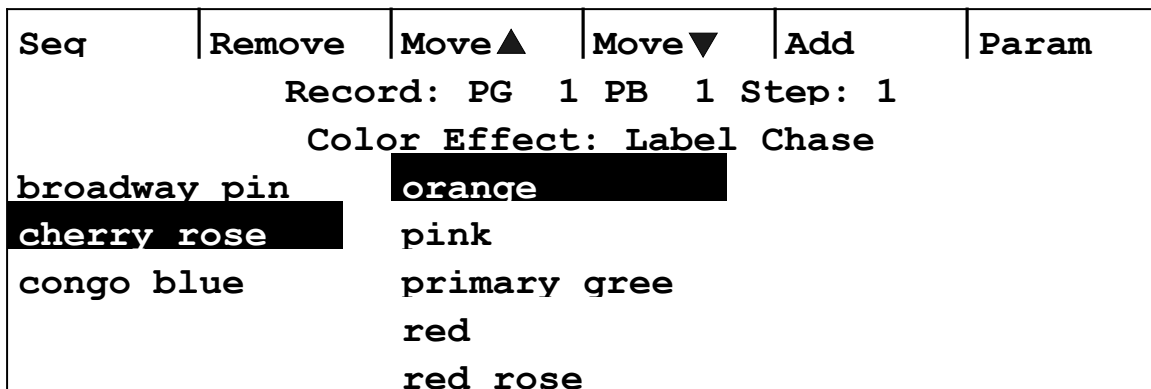 Seq Remove Move▲ Move▼ Add Param
Record: PG 1 PB 1 Step: 1
Color Effect: Label Chase
broadway pin orange
cherry rose pink
congo blue primary gree
red
red rose